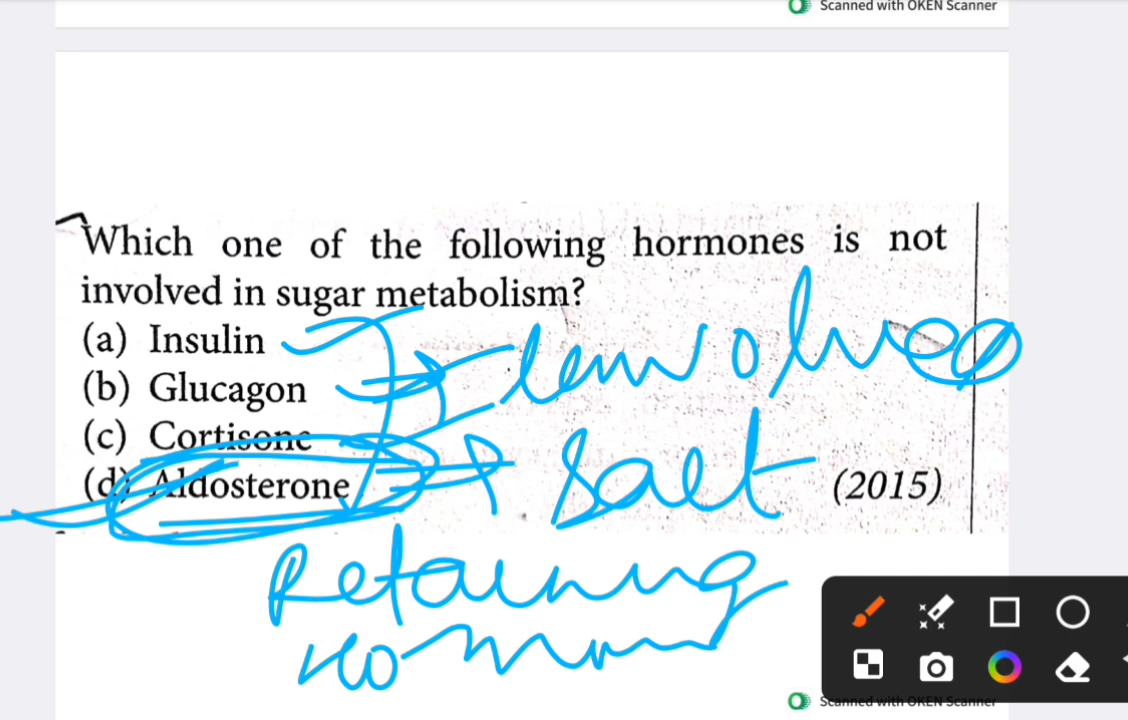 Scanned with OKEN Scanner
Which one of the following hormones is not
involved in sugar metabolism?
(a) Insulin
(b) Glucagon
(c) Cortisone
(d) Aldosterone
Salt
(2015)
Retaining
Scanned with OKEN Scanner